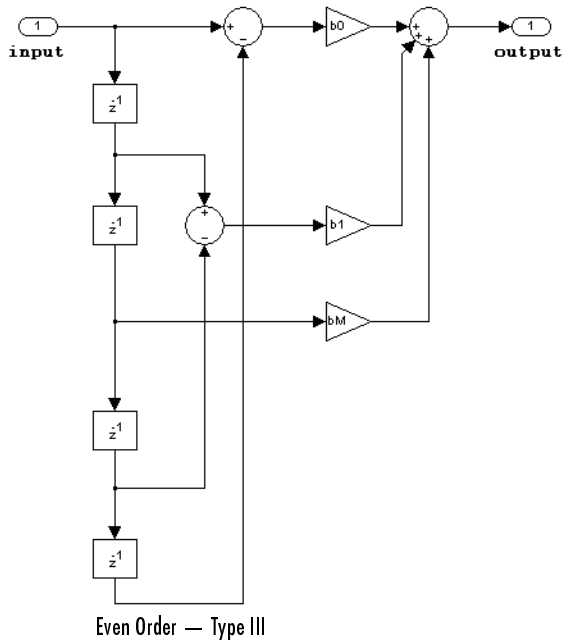 1
input
+
−
b0
+
+
+
1
output
z-1
z-1
+
−
b1
bM
z-1
z-1
Even Order — Type III